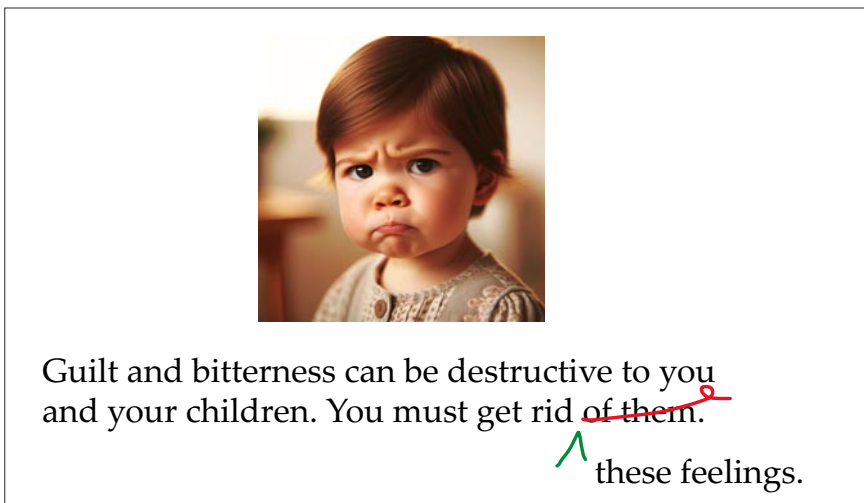 Guilt and bitterness can be destructive to you
and your children. You must get rid of them.
these feelings.